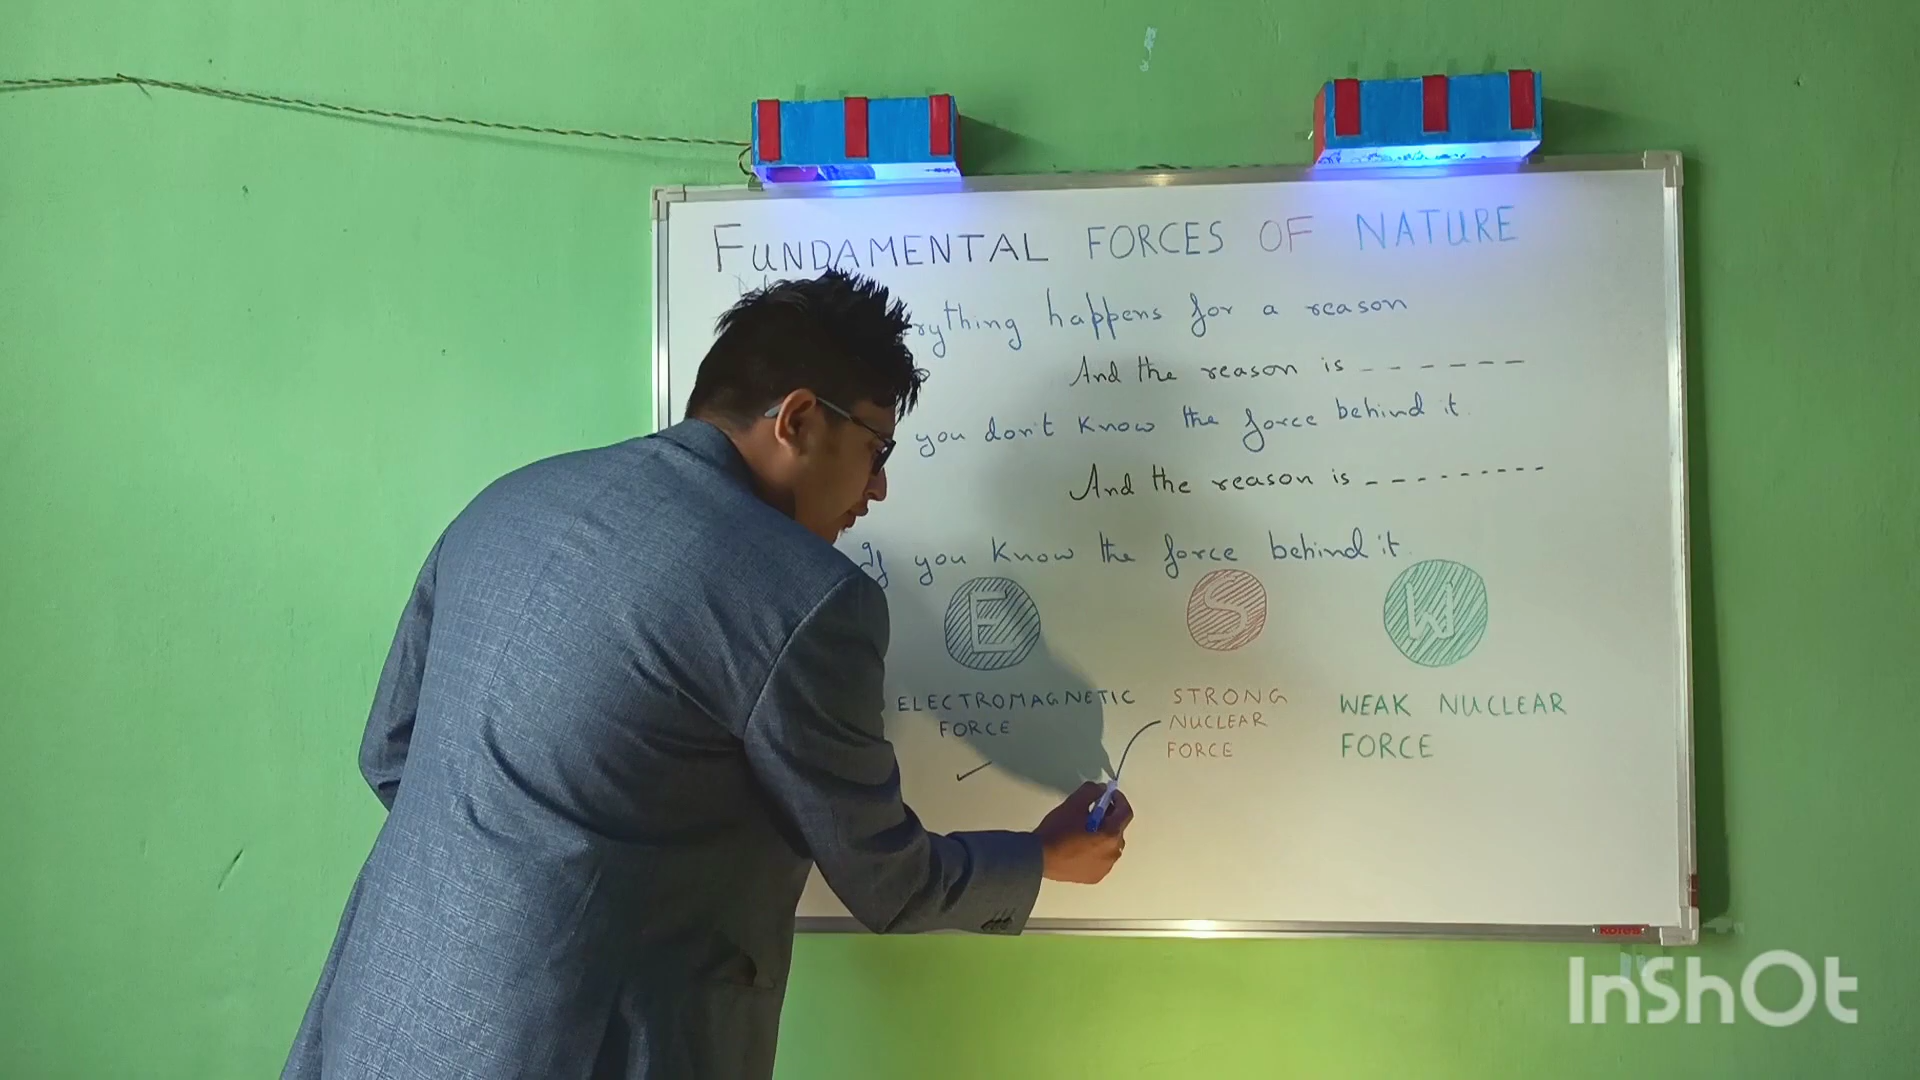 FUNDAMENTAL FORCES OF NATURE
rything happens for a reason
And the reason is ------
you don't know the force behind it.
And the reason is ---------
If you know the force behind it.
E S W
ELECTROMAGNETIC FORCE
STRONG NUCLEAR FORCE
WEAK NUCLEAR FORCE
KORES
InShOt